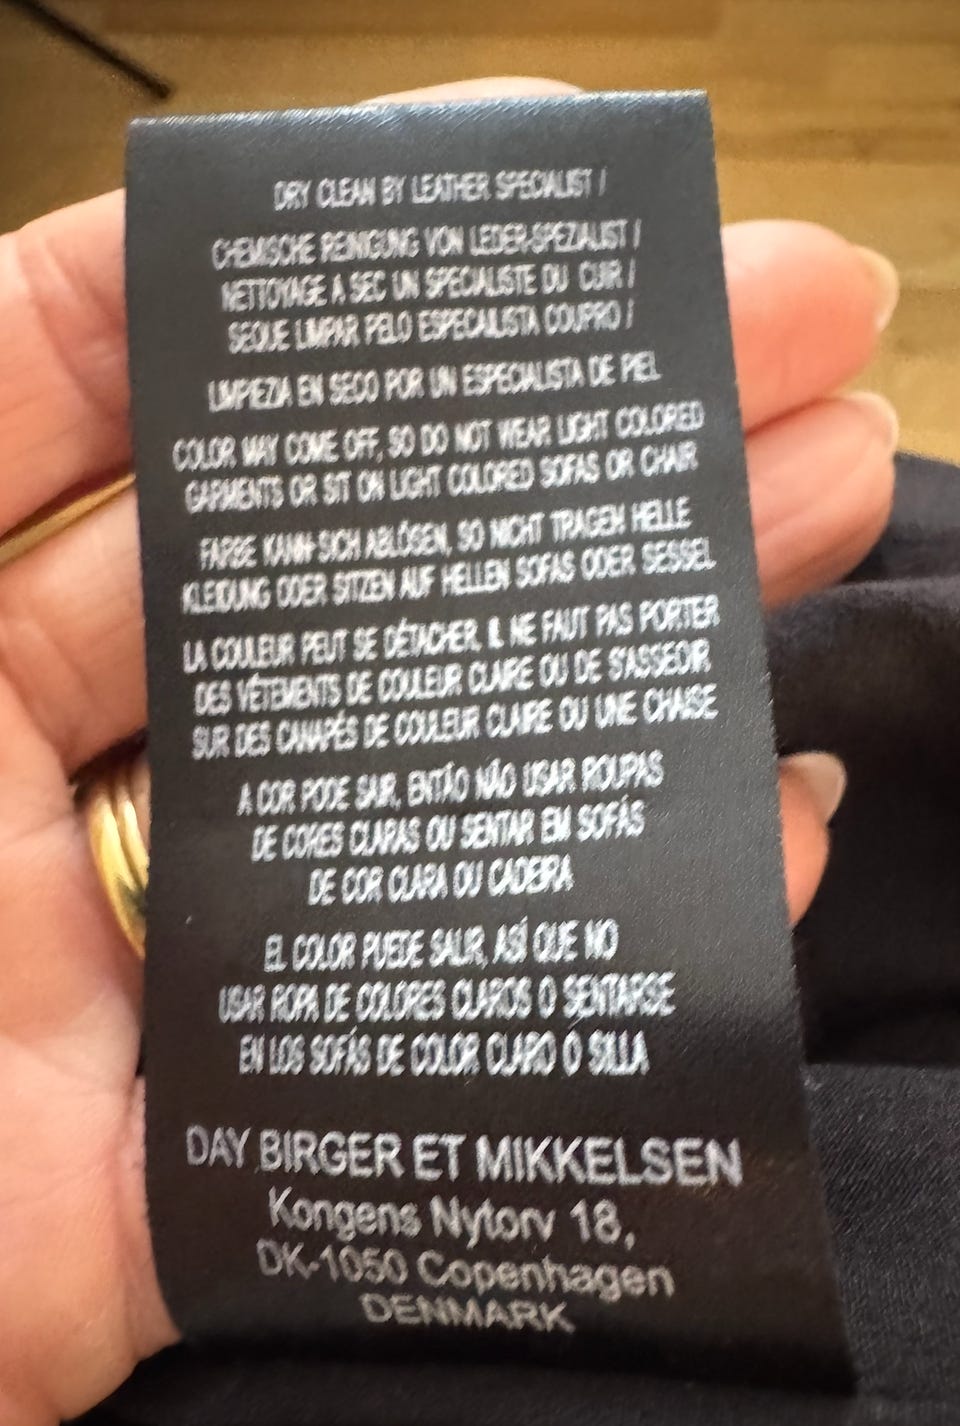 DRY CLEAN BY LEATHER SPECIALIST /
CHEMISCHE REINIGUNG VON LEDER-SPEZIALIST /
NETTOYAGE A SEC UN SPECIALISTE DU CUIR /
SEQUE LIMPAR PELO ESPECALISTA COUPRO /
LIMPIEZA EN SECO POR UN ESPECIALISTA DE PIEL
COLOR MAY COME OFF, SO DO NOT WEAR LIGHT COLORED
GARMENTS OR SIT ON LIGHT COLORED SOFAS OR CHAIR
FARBE KANN SICH ABLÖSEN, SO NICHT TRAGEN HELLE
KLEIDUNG ODER SITZEN AUF HELLEN SOFAS ODER SESSEL
LA COULEUR PEUT SE DÉTACHER, IL NE FAUT PAS PORTER
DES VÊTEMENTS DE COULEUR CLAIRE OU DE S'ASSEOIR
SUR DES CANAPÉS DE COULEUR CLAIRE OU UNE CHAISE
A COR PODE SAIR, ENTÃO NÃO USAR ROUPAS
DE CORES CLARAS OU SENTAR EM SOFÁS
DE COR CLARA OU CADEIRA
EL COLOR PUEDE SALIR, ASÍ QUE NO
USAR ROPA DE COLORES CLAROS O SENTARSE
EN LOS SOFÁS DE COLOR CLARO Ó SILLA
DAY BIRGER ET MIKKELSEN
Kongens Nytorv 18,
DK-1050 Copenhagen
DENMARK